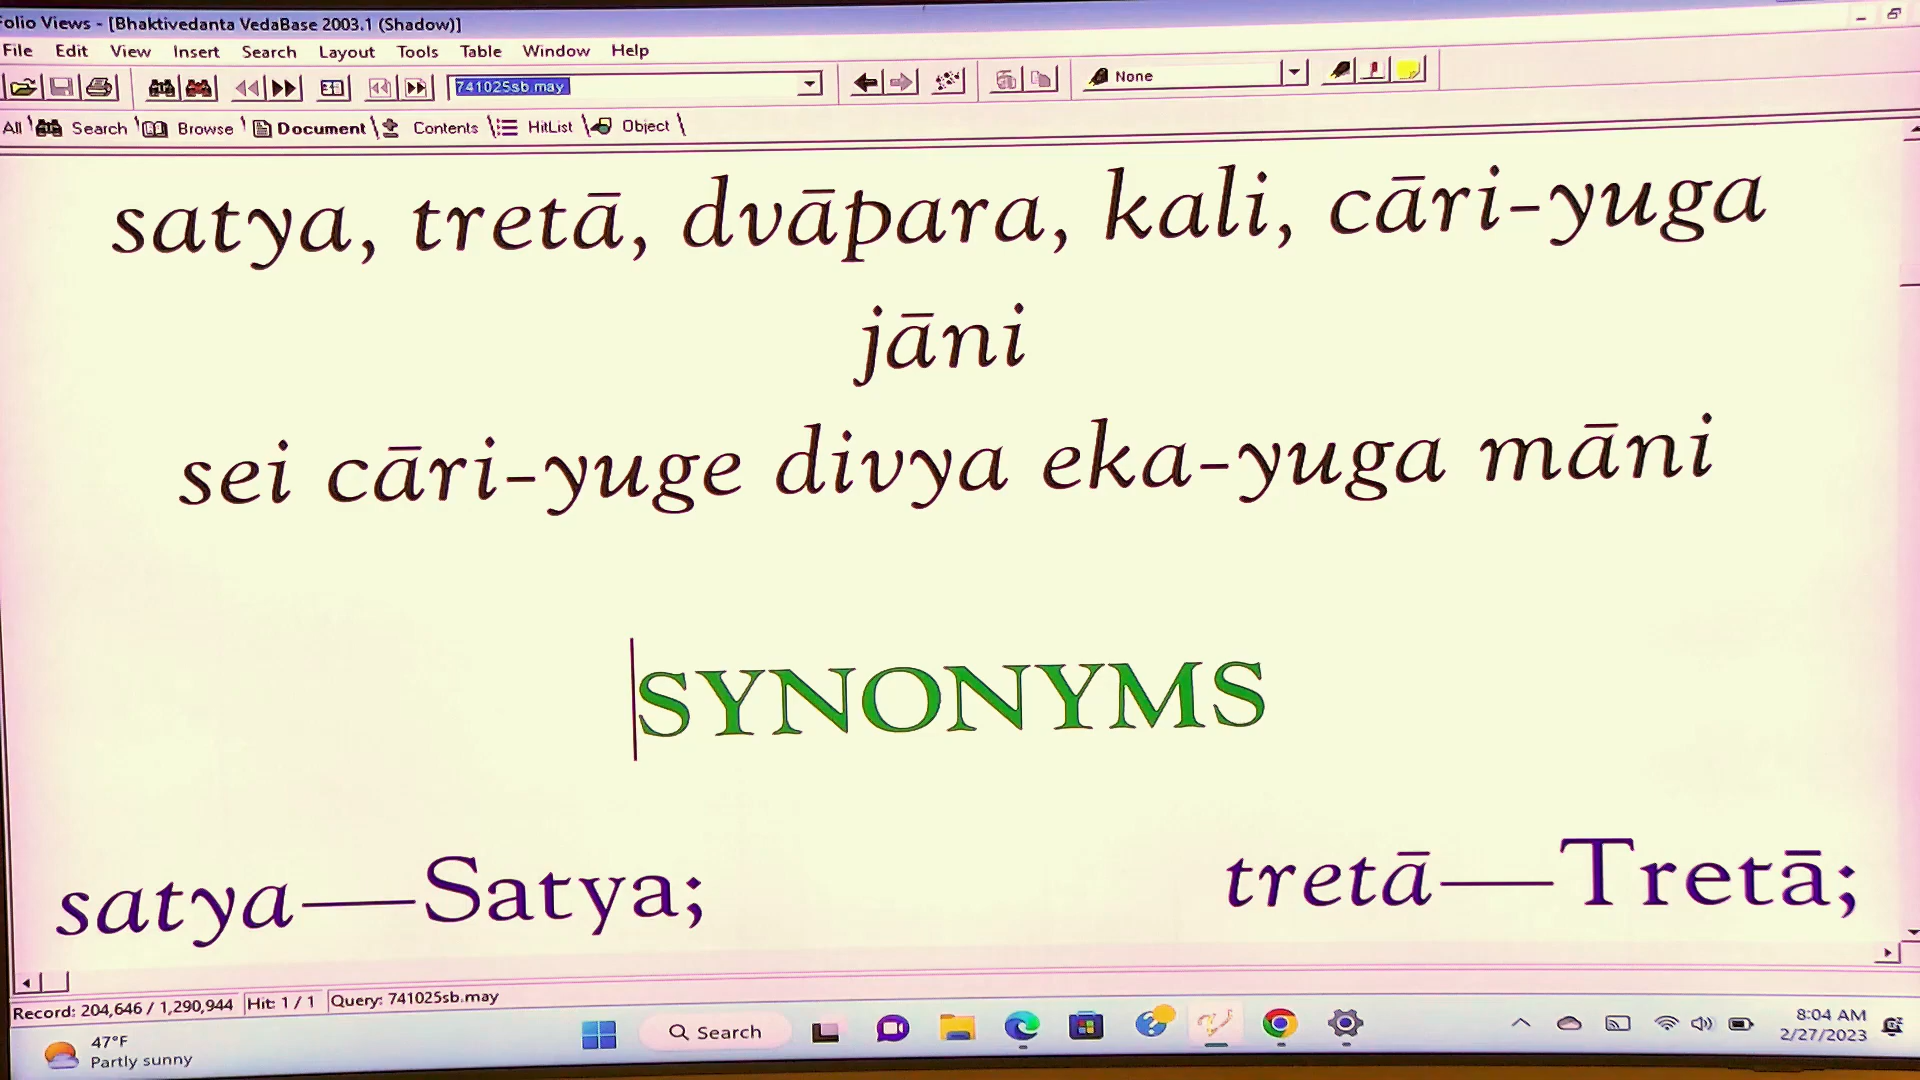 Folio Views - [Bhaktivedanta VedaBase 2003.1 (Shadow)]
File Edit View Insert Search Layout Tools Table Window Help
741025sb may
None
All Search Browse Document Contents HitList Object
satya, tretā, dvāpara, kali, cāri-yuga
jāni
sei cāri-yuge divya eka-yuga māni
SYNONYMS
satya—Satya; tretā—Tretā;
Record: 204,646 / 1,290,944 Hit: 1 / 1 Query: 741025sb.may
47°F
Partly sunny
Search
8:04 AM
2/27/2023